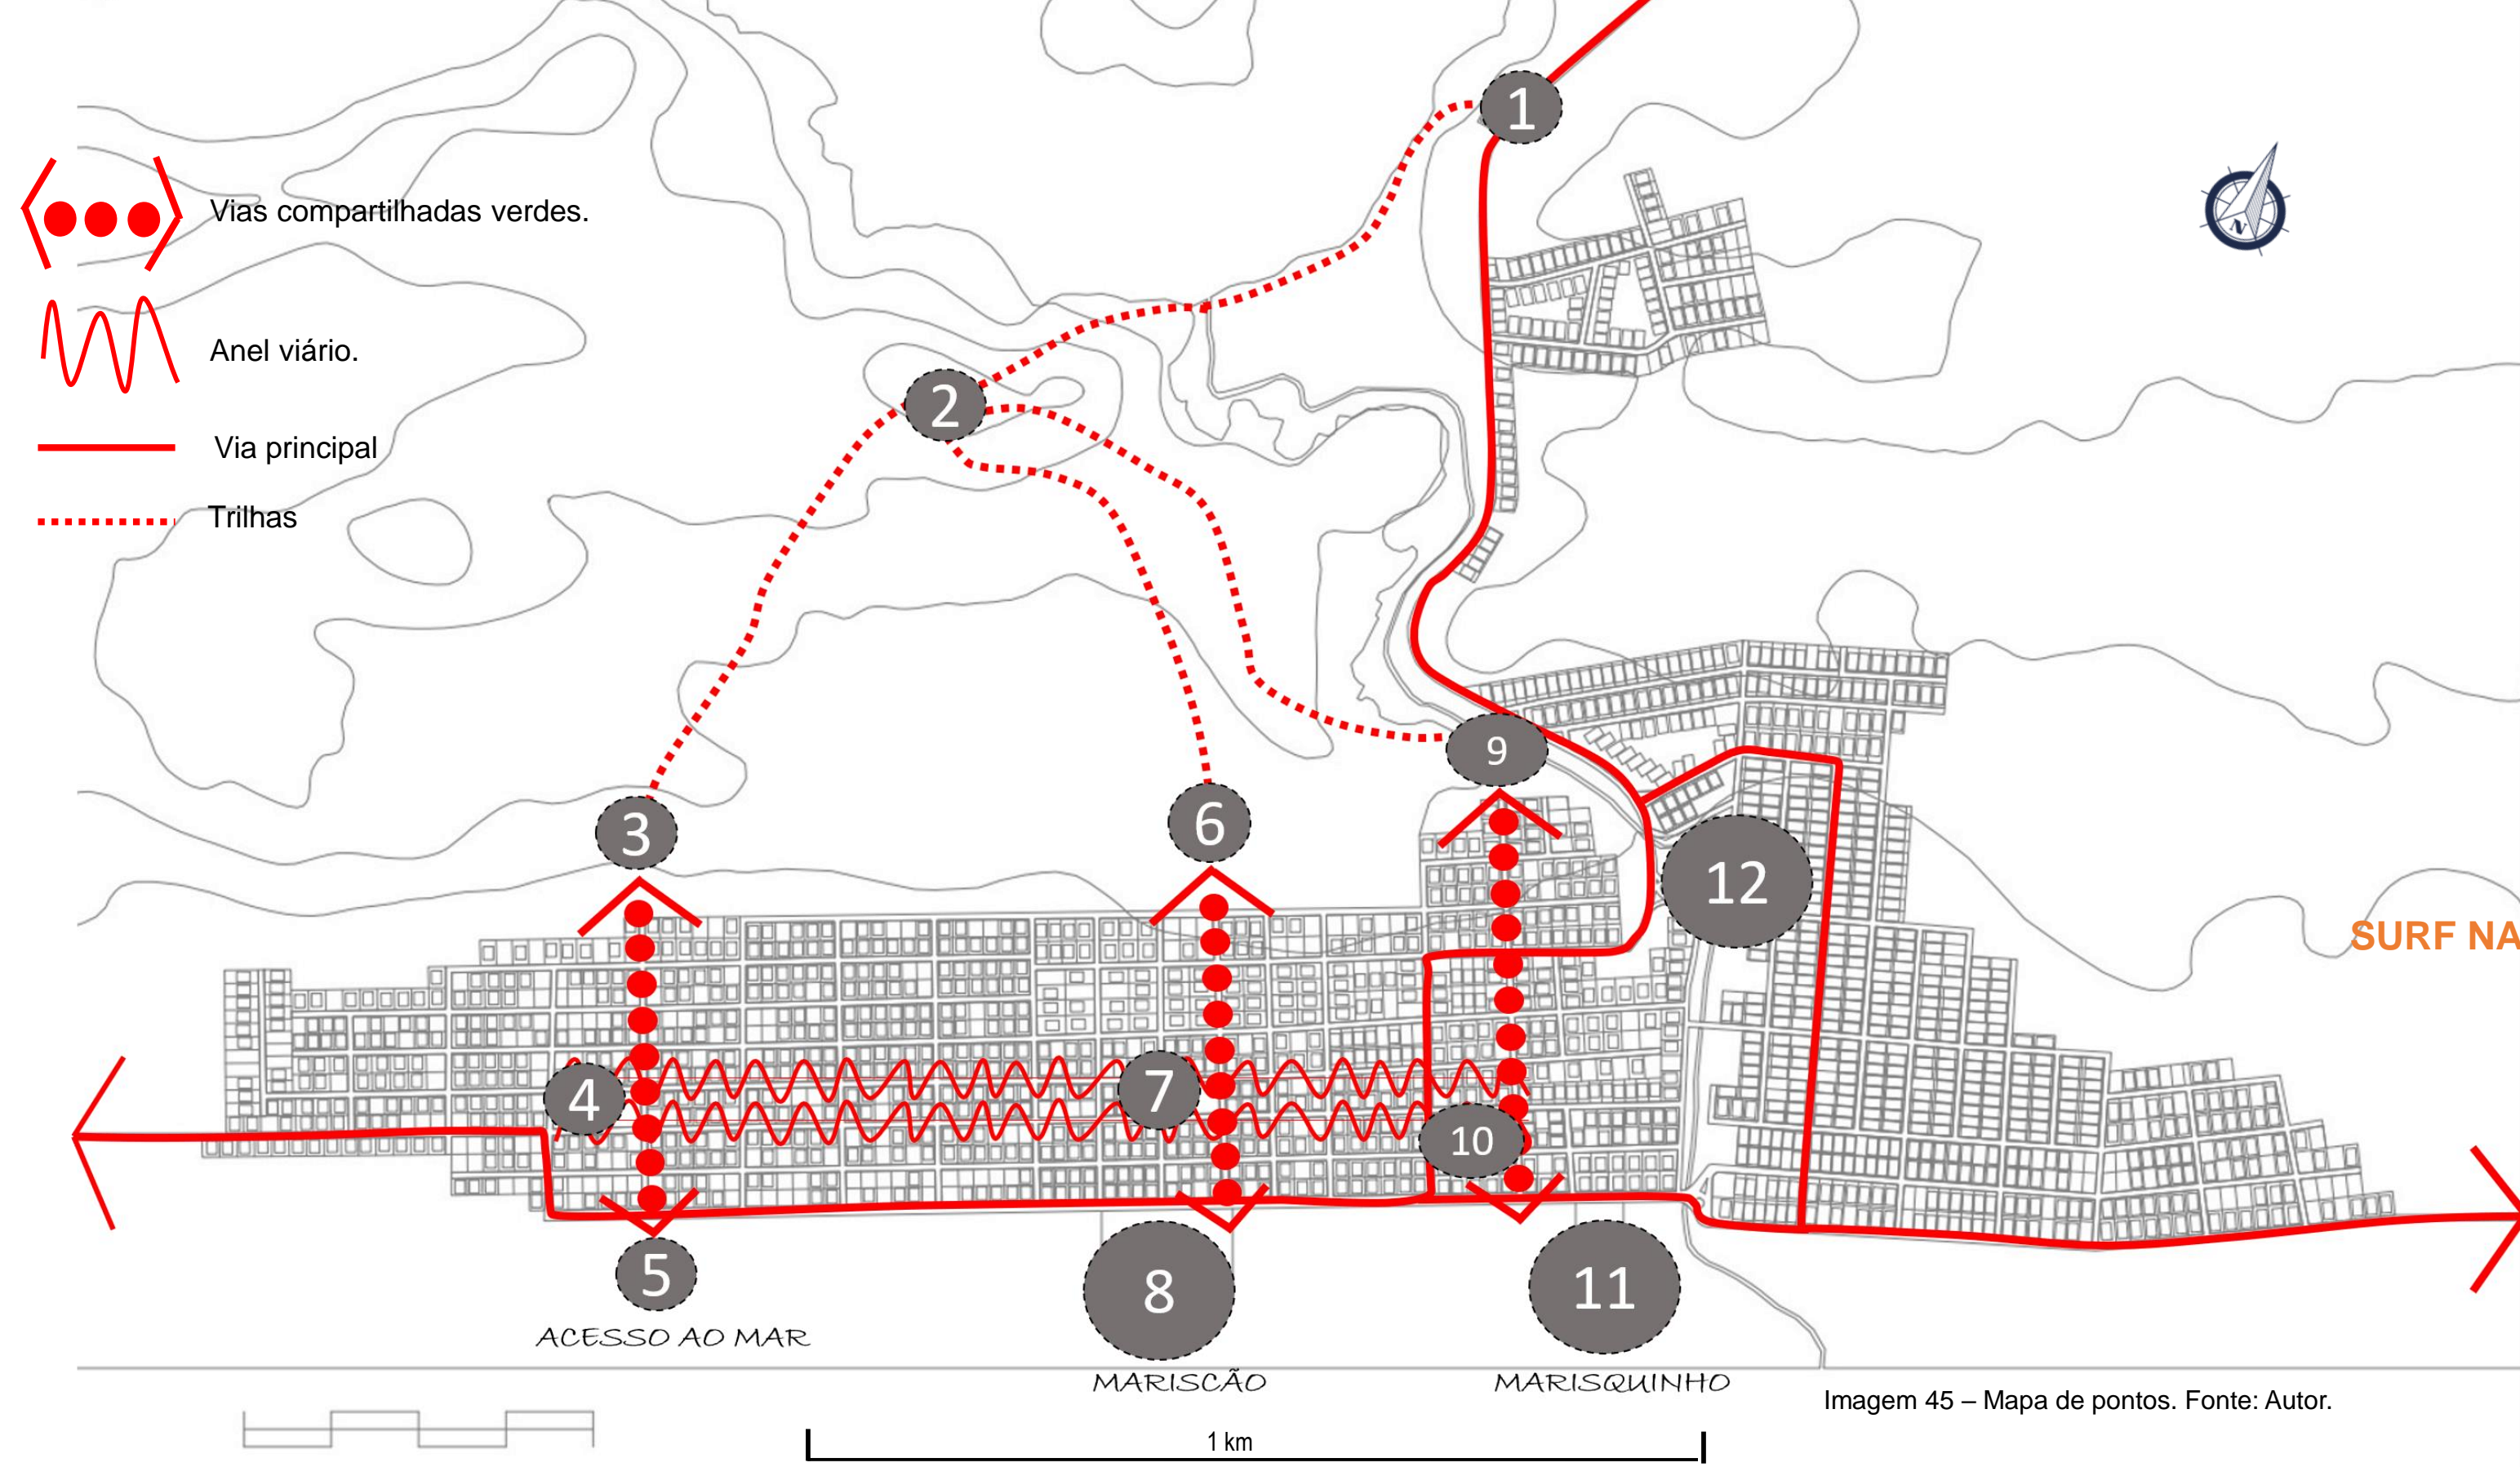 1
Vias compartilhadas verdes.
N
Anel viário.
2
Via principal
Trilhas
9
3
6
12
SURF NA
4
7
10
5
8
11
ACESSO AO MAR
MARISCÃO
MARISQUINHO
Imagem 45 – Mapa de pontos. Fonte: Autor.
1 km